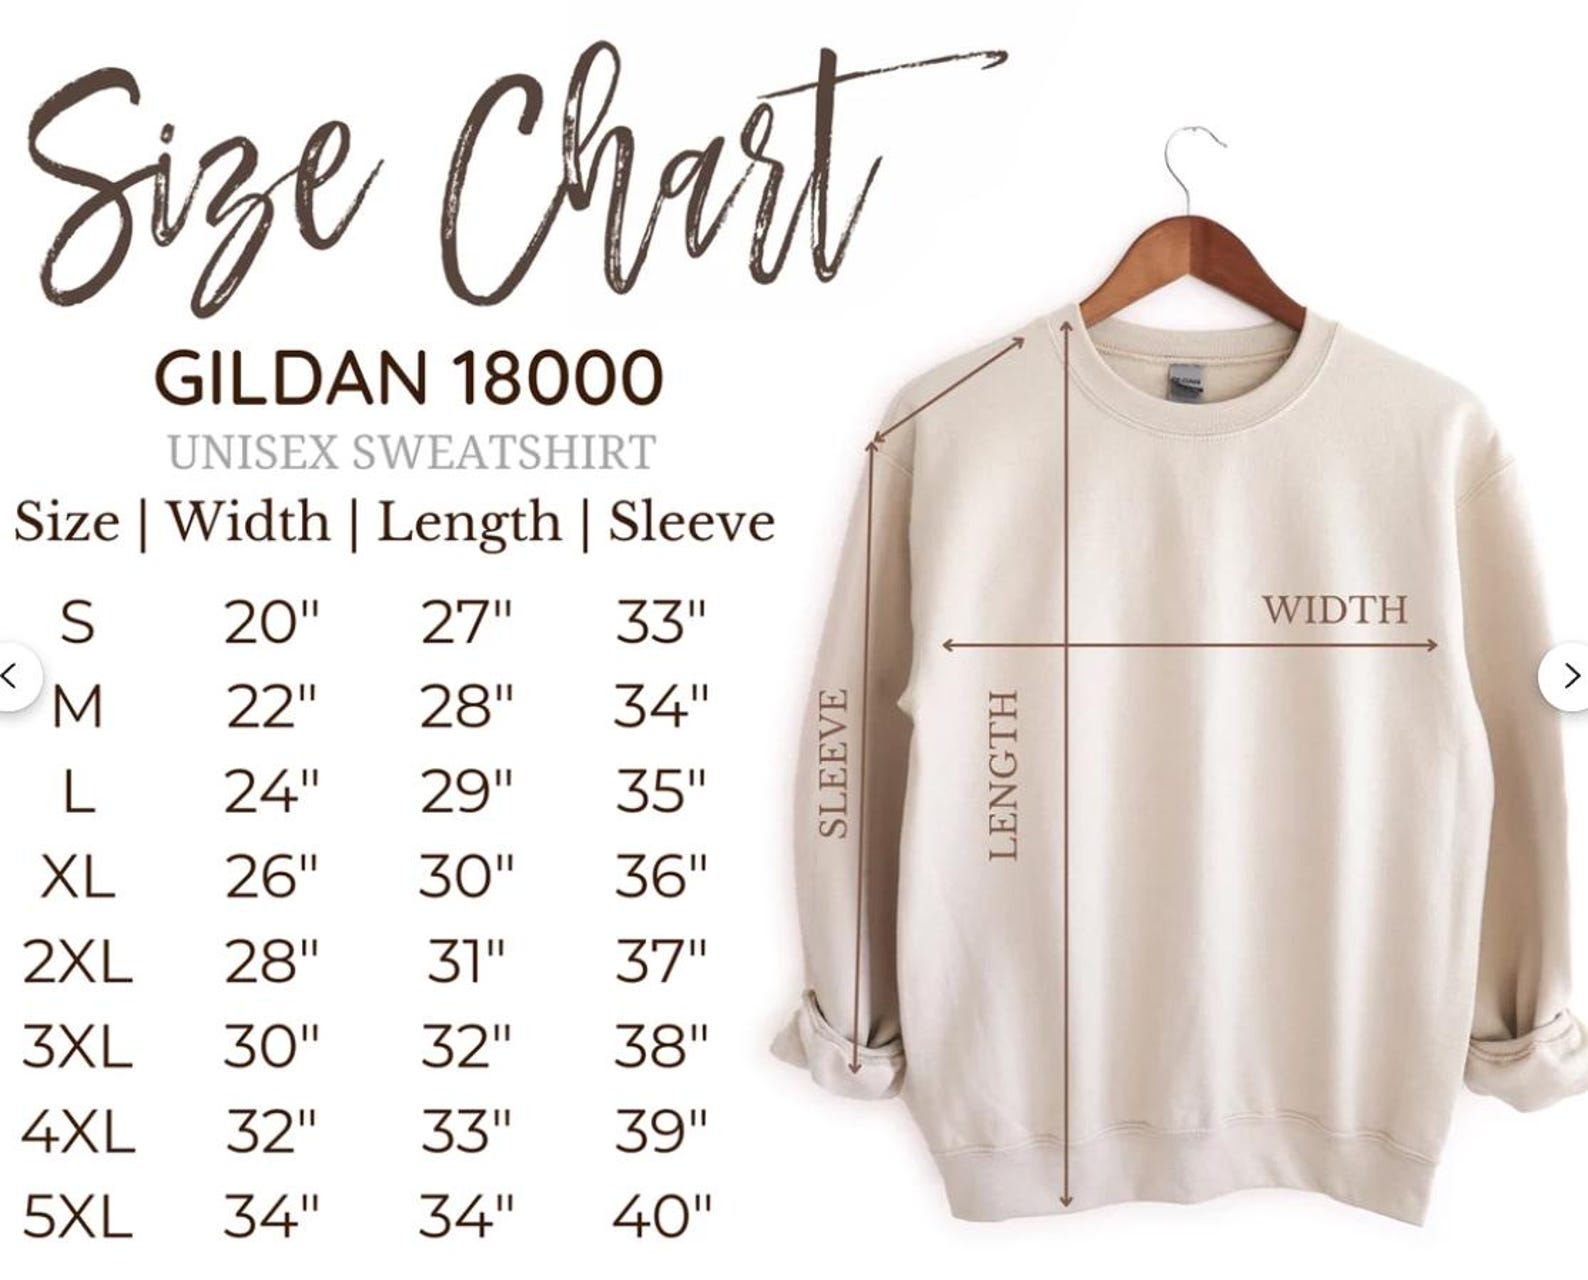 Size Chart
GILDAN 18000
UNISEX SWEATSHIRT
Size | Width | Length | Sleeve
S 20" 27" 33"
M 22" 28" 34"
L 24" 29" 35"
XL 26" 30" 36"
2XL 28" 31" 37"
3XL 30" 32" 38"
4XL 32" 33" 39"
5XL 34" 34" 40"
GILDAN
WIDTH
SLEEVE
LENGTH